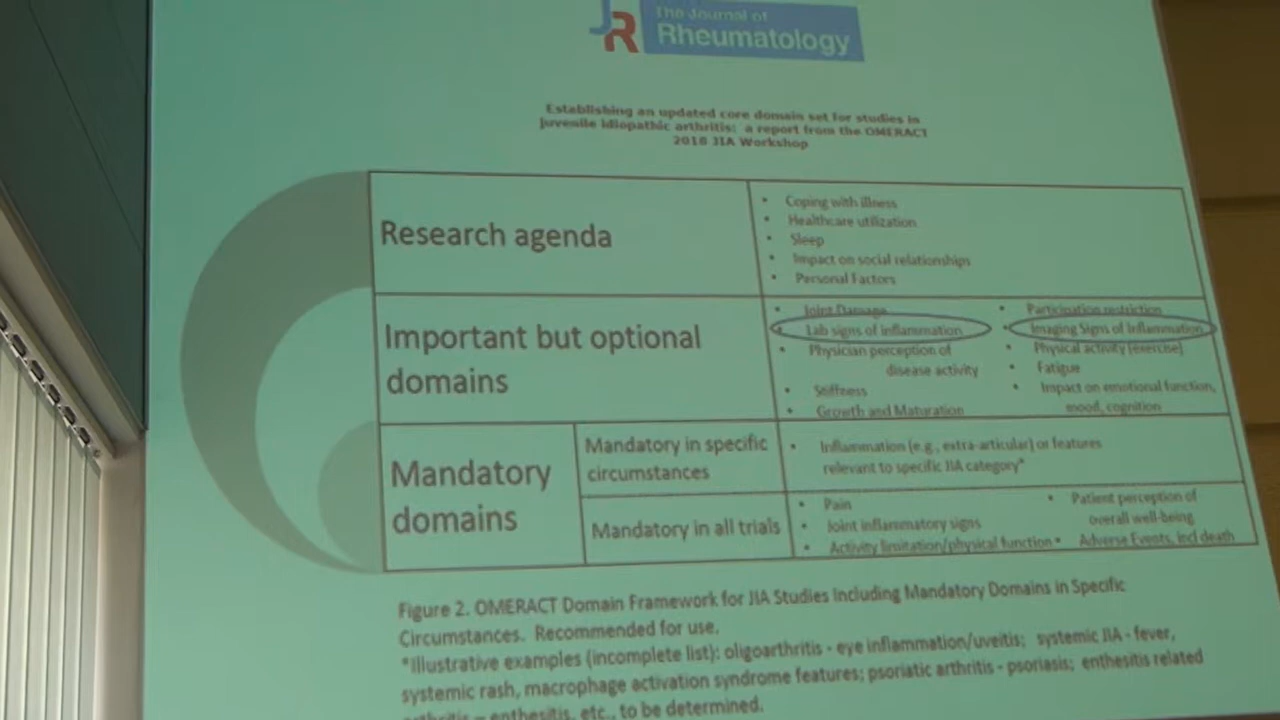 JR The Journal of
Rheumatology
Establishing an updated core domain set for studies in
juvenile idiopathic arthritis: a report from the OMERACT
2018 JIA Workshop
Research agenda
• Coping with illness
• Healthcare utilization
• Sleep
• Impact on social relationships
• Personal Factors
Important but optional
domains
• Joint Damage
• Lab signs of inflammation
• Physician perception of
disease activity
• Stiffness
• Growth and Maturation
• Participation restriction
• Imaging Signs of Inflammation
• Physical activity (exercise)
• Fatigue
• Impact on emotional function,
mood, cognition
Mandatory
domains
Mandatory in specific
circumstances
• Inflammation (e.g., extra-articular) or features
relevant to specific JIA category*
Mandatory in all trials
• Pain
• Joint inflammatory signs
• Activity limitation/physical function
• Patient perception of
overall well-being
• Adverse Events, incl death
Figure 2. OMERACT Domain Framework for JIA Studies Including Mandatory Domains in Specific
Circumstances. Recommended for use.
*Illustrative examples (incomplete list): oligoarthritis - eye inflammation/uveitis; systemic JIA - fever,
systemic rash, macrophage activation syndrome features; psoriatic arthritis - psoriasis; enthesitis related
arthritis – enthesitis, etc., to be determined.